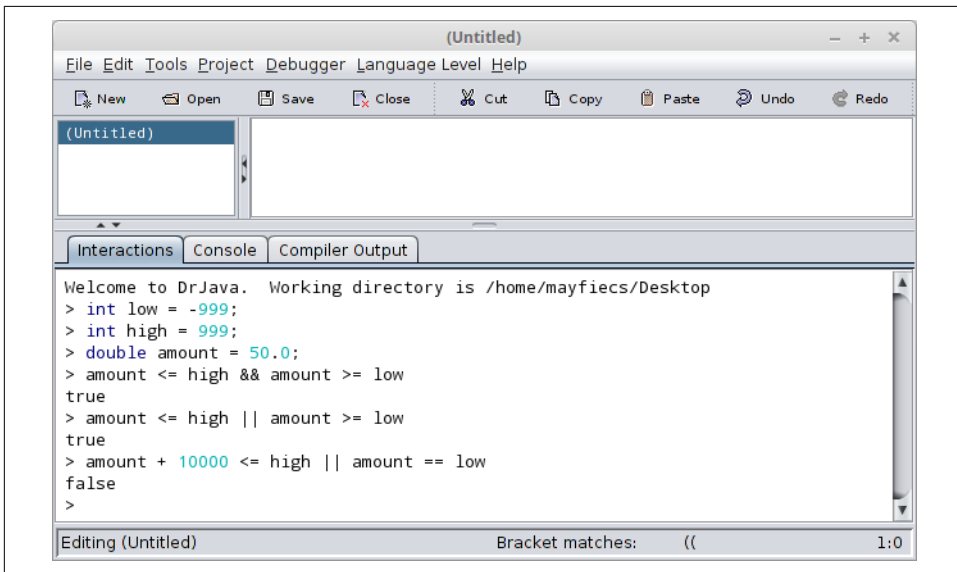 (Untitled)
File Edit Tools Project Debugger Language Level Help
New Open Save Close Cut Copy Paste Undo Redo
(Untitled)
Interactions Console Compiler Output
Welcome to DrJava.  Working directory is /home/mayfiecs/Desktop
> int low = -999;
> int high = 999;
> double amount = 50.0;
> amount <= high && amount >= low
true
> amount <= high || amount >= low
true
> amount + 10000 <= high || amount == low
false
>
Editing (Untitled) Bracket matches: (( 1:0